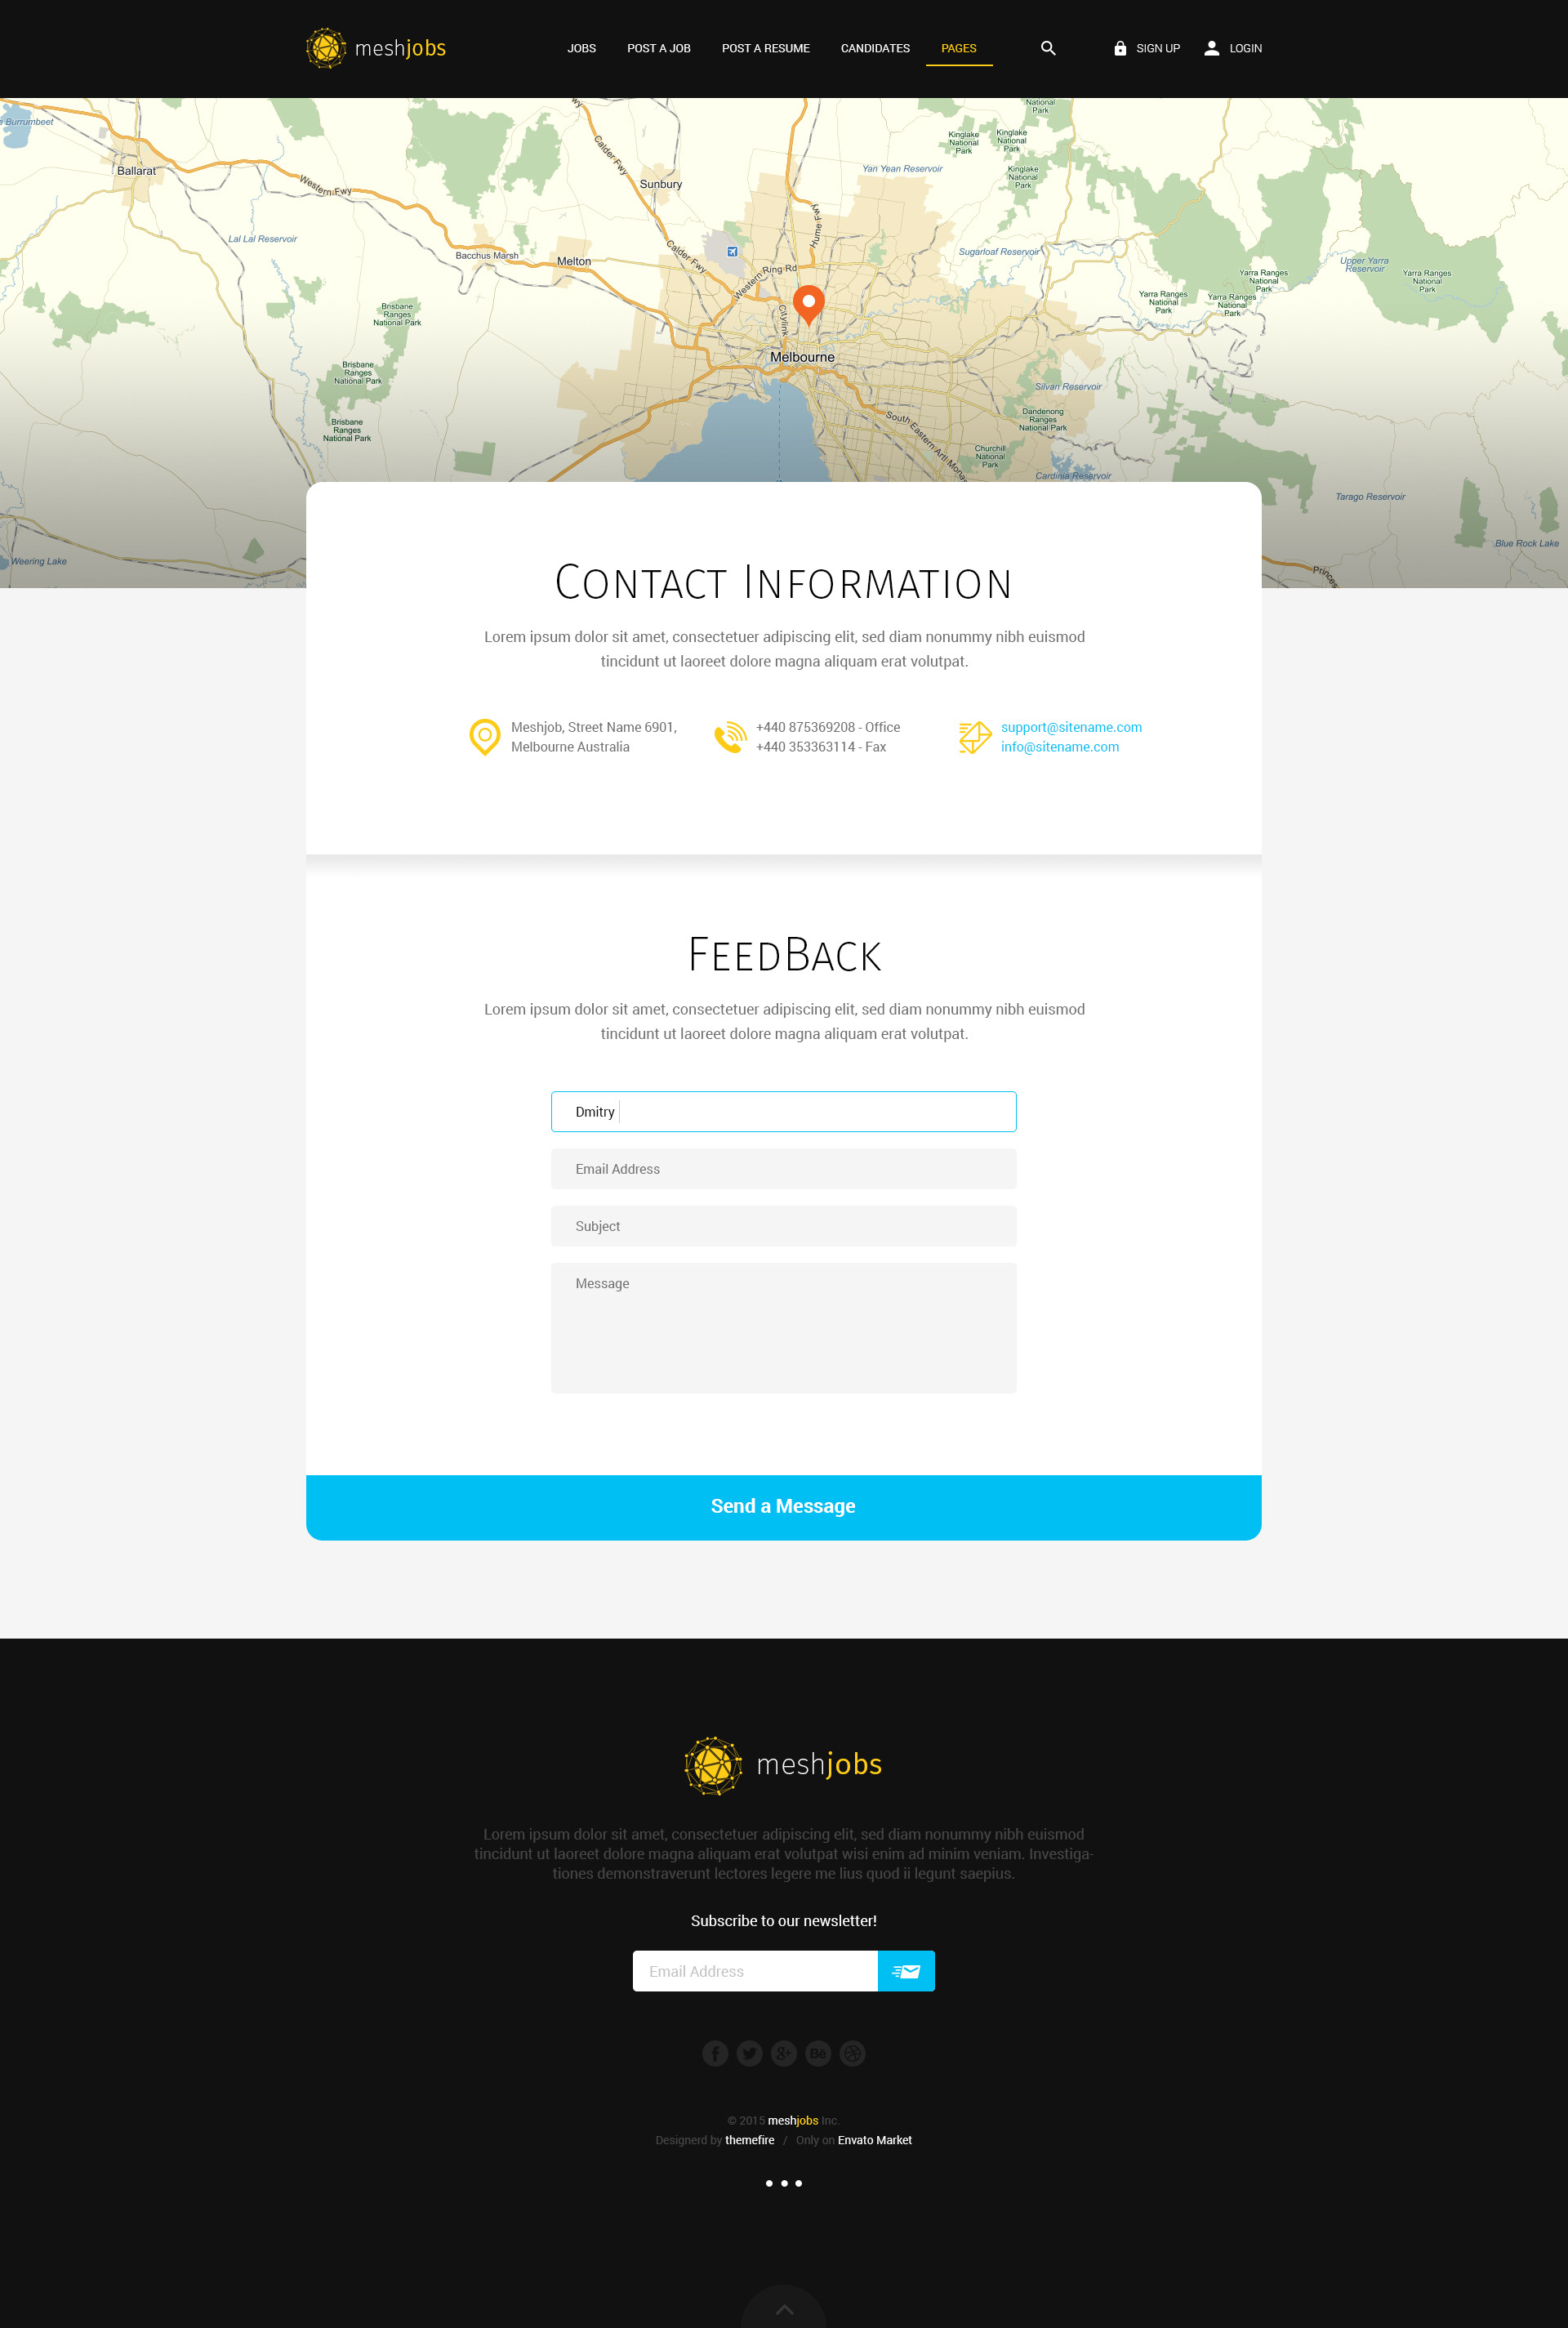 meshjobs
JOBS
POST A JOB
POST A RESUME
CANDIDATES
PAGES
SIGN UP
LOGIN
Burrumbeet
Ballarat
Western Fwy
Lal Lal Reservoir
Calder Fwy
Sunbury
Bacchus Marsh
Melton
Calder Fwy
Western Ring Rd
Hume Fwy
Citylink
Melbourne
Yan Yean Reservoir
National
Park
Kinglake
National
Park
Kinglake
National
Park
Kinglake
National
Park
Sugarloaf Reservoir
Upper Yarra
Reservoir
Yarra Ranges
National
Park
Yarra Ranges
National
Park
Yarra Ranges
National
Park
Yarra Ranges
National
Park
Brisbane
Ranges
National Park
Brisbane
Ranges
National Park
Brisbane
Ranges
National Park
Silvan Reservoir
Dandenong
Ranges
National Park
South Eastern Arti Monas
Churchill
National
Park
Cardinia Reservoir
Tarago Reservoir
Blue Rock Lake
Weering Lake
Princes
Contact Information
Lorem ipsum dolor sit amet, consectetuer adipiscing elit, sed diam nonummy nibh euismod
tincidunt ut laoreet dolore magna aliquam erat volutpat.
Meshjob, Street Name 6901,
Melbourne Australia
+440 875369208 - Office
+440 353363114 - Fax
support@sitename.com
info@sitename.com
FeedBack
Lorem ipsum dolor sit amet, consectetuer adipiscing elit, sed diam nonummy nibh euismod
tincidunt ut laoreet dolore magna aliquam erat volutpat.
Dmitry
Email Address
Subject
Message
Send a Message
meshjobs
Lorem ipsum dolor sit amet, consectetuer adipiscing elit, sed diam nonummy nibh euismod
tincidunt ut laoreet dolore magna aliquam erat volutpat wisi enim ad minim veniam. Investiga-
tiones demonstraverunt lectores legere me lius quod ii legunt saepius.
Subscribe to our newsletter!
Email Address
Bē
© 2015 meshjobs Inc.
Designerd by themefire / Only on Envato Market